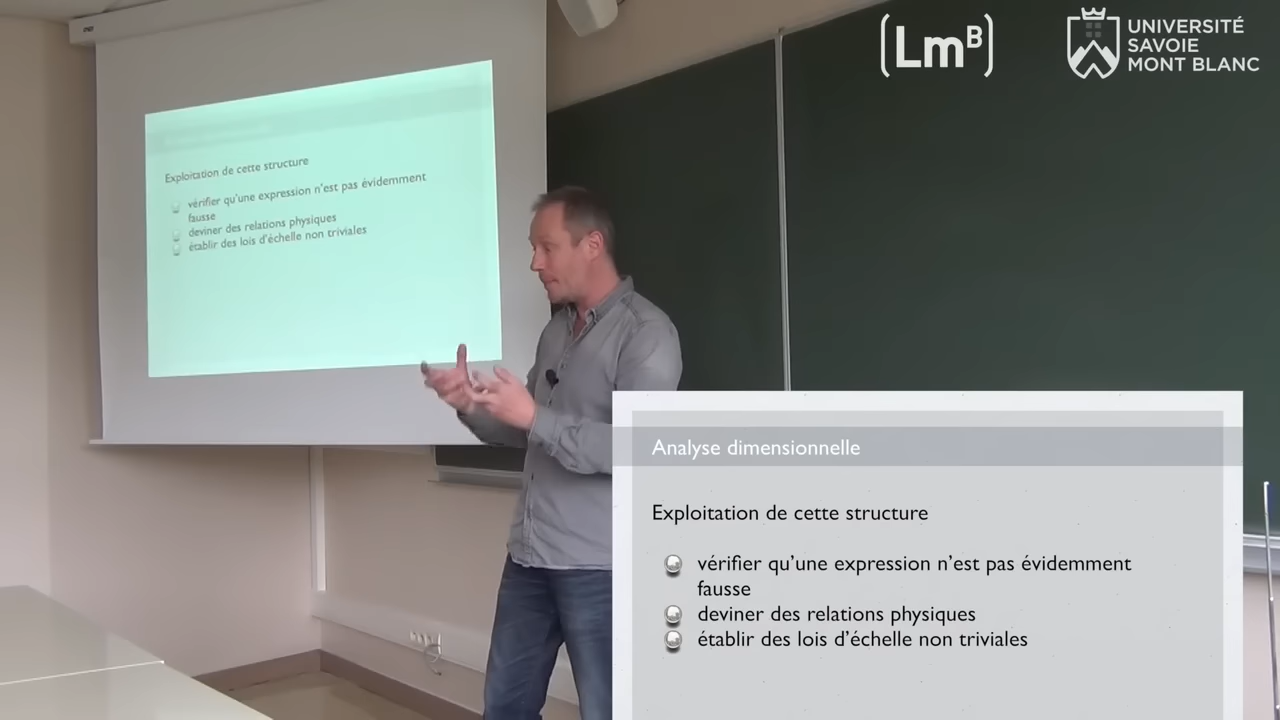 (Lmᴮ)
UNIVERSITÉ
SAVOIE
MONT BLANC
Exploitation de cette structure
vérifier qu'une expression n'est pas évidemment
fausse
deviner des relations physiques
établir des lois d'échelle non triviales
Analyse dimensionnelle
Exploitation de cette structure
vérifier qu'une expression n'est pas évidemment
fausse
deviner des relations physiques
établir des lois d'échelle non triviales